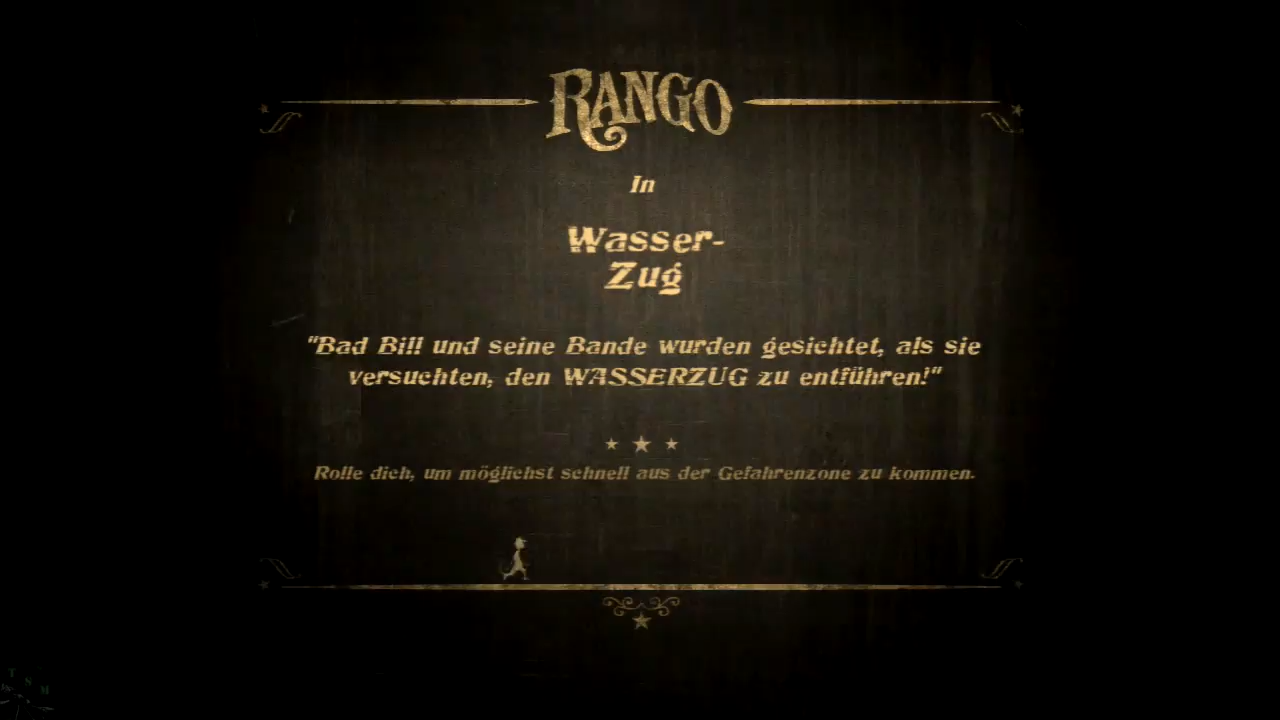 RANGO
In
Wasser-
Zug
"Bad Bill und seine Bande wurden gesichtet, als sie
versuchten, den WASSERZUG zu entführen!"
Rolle dich, um möglichst schnell aus der Gefahrenzone zu kommen.
T N M